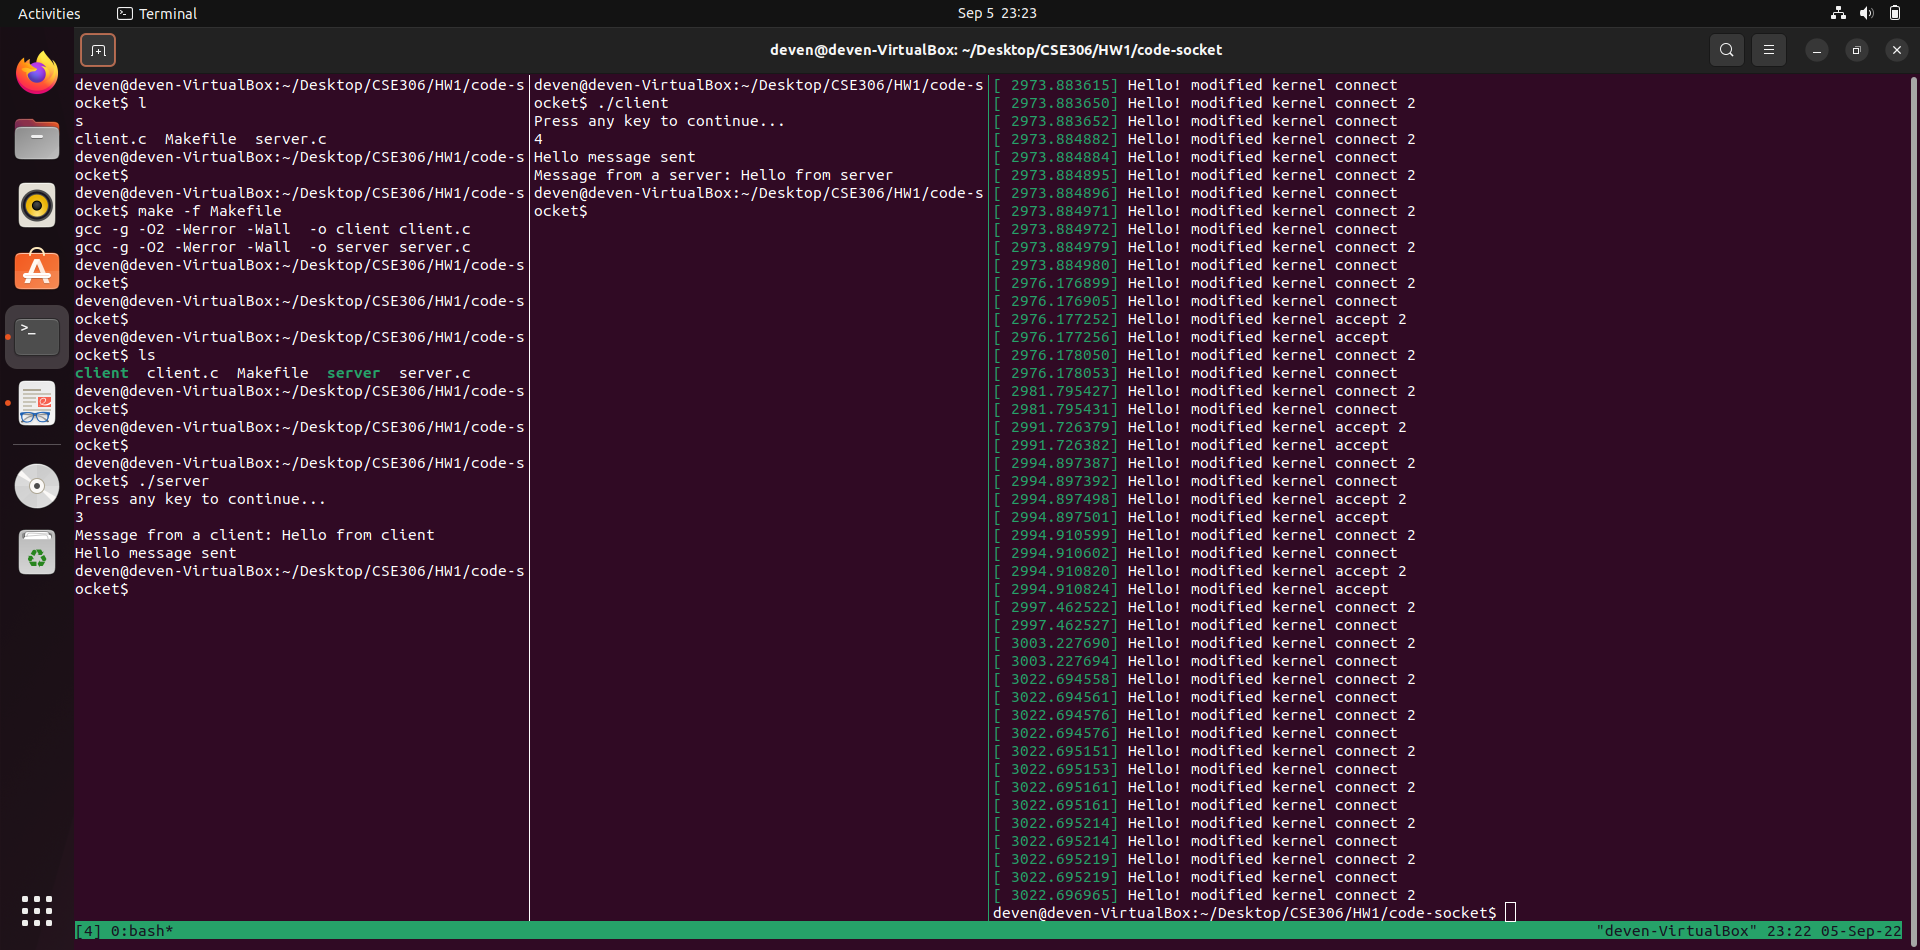 Activities
Terminal
Sep 5 23:23
deven@deven-VirtualBox: ~/Desktop/CSE306/HW1/code-socket
deven@deven-VirtualBox:~/Desktop/CSE306/HW1/code-s
ocket$ l
s
client.c  Makefile  server.c
deven@deven-VirtualBox:~/Desktop/CSE306/HW1/code-s
ocket$
deven@deven-VirtualBox:~/Desktop/CSE306/HW1/code-s
ocket$ make -f Makefile
gcc -g -O2 -Werror -Wall  -o client client.c
gcc -g -O2 -Werror -Wall  -o server server.c
deven@deven-VirtualBox:~/Desktop/CSE306/HW1/code-s
ocket$
deven@deven-VirtualBox:~/Desktop/CSE306/HW1/code-s
ocket$
deven@deven-VirtualBox:~/Desktop/CSE306/HW1/code-s
ocket$ ls
client  client.c  Makefile  server  server.c
deven@deven-VirtualBox:~/Desktop/CSE306/HW1/code-s
ocket$
deven@deven-VirtualBox:~/Desktop/CSE306/HW1/code-s
ocket$
deven@deven-VirtualBox:~/Desktop/CSE306/HW1/code-s
ocket$ ./server
Press any key to continue...
3
Message from a client: Hello from client
Hello message sent
deven@deven-VirtualBox:~/Desktop/CSE306/HW1/code-s
ocket$
deven@deven-VirtualBox:~/Desktop/CSE306/HW1/code-s
ocket$ ./client
Press any key to continue...
4
Hello message sent
Message from a server: Hello from server
deven@deven-VirtualBox:~/Desktop/CSE306/HW1/code-s
ocket$
[ 2973.883615] Hello! modified kernel connect
[ 2973.883650] Hello! modified kernel connect 2
[ 2973.883652] Hello! modified kernel connect
[ 2973.884882] Hello! modified kernel connect 2
[ 2973.884884] Hello! modified kernel connect
[ 2973.884895] Hello! modified kernel connect 2
[ 2973.884896] Hello! modified kernel connect
[ 2973.884971] Hello! modified kernel connect 2
[ 2973.884972] Hello! modified kernel connect
[ 2973.884979] Hello! modified kernel connect 2
[ 2973.884980] Hello! modified kernel connect
[ 2976.176899] Hello! modified kernel connect 2
[ 2976.176905] Hello! modified kernel connect
[ 2976.177252] Hello! modified kernel accept 2
[ 2976.177256] Hello! modified kernel accept
[ 2976.178050] Hello! modified kernel connect 2
[ 2976.178053] Hello! modified kernel connect
[ 2981.795427] Hello! modified kernel connect 2
[ 2981.795431] Hello! modified kernel connect
[ 2991.726379] Hello! modified kernel accept 2
[ 2991.726382] Hello! modified kernel accept
[ 2994.897387] Hello! modified kernel connect 2
[ 2994.897392] Hello! modified kernel connect
[ 2994.897498] Hello! modified kernel accept 2
[ 2994.897501] Hello! modified kernel accept
[ 2994.910599] Hello! modified kernel connect 2
[ 2994.910602] Hello! modified kernel connect
[ 2994.910820] Hello! modified kernel accept 2
[ 2994.910824] Hello! modified kernel accept
[ 2997.462522] Hello! modified kernel connect 2
[ 2997.462527] Hello! modified kernel connect
[ 3003.227690] Hello! modified kernel connect 2
[ 3003.227694] Hello! modified kernel connect
[ 3022.694558] Hello! modified kernel connect 2
[ 3022.694561] Hello! modified kernel connect
[ 3022.694576] Hello! modified kernel connect 2
[ 3022.694576] Hello! modified kernel connect
[ 3022.695151] Hello! modified kernel connect 2
[ 3022.695153] Hello! modified kernel connect
[ 3022.695161] Hello! modified kernel connect 2
[ 3022.695161] Hello! modified kernel connect
[ 3022.695214] Hello! modified kernel connect 2
[ 3022.695214] Hello! modified kernel connect
[ 3022.695219] Hello! modified kernel connect 2
[ 3022.695219] Hello! modified kernel connect
[ 3022.696965] Hello! modified kernel connect 2
deven@deven-VirtualBox:~/Desktop/CSE306/HW1/code-socket$
[4] 0:bash*
"deven-VirtualBox" 23:22 05-Sep-22